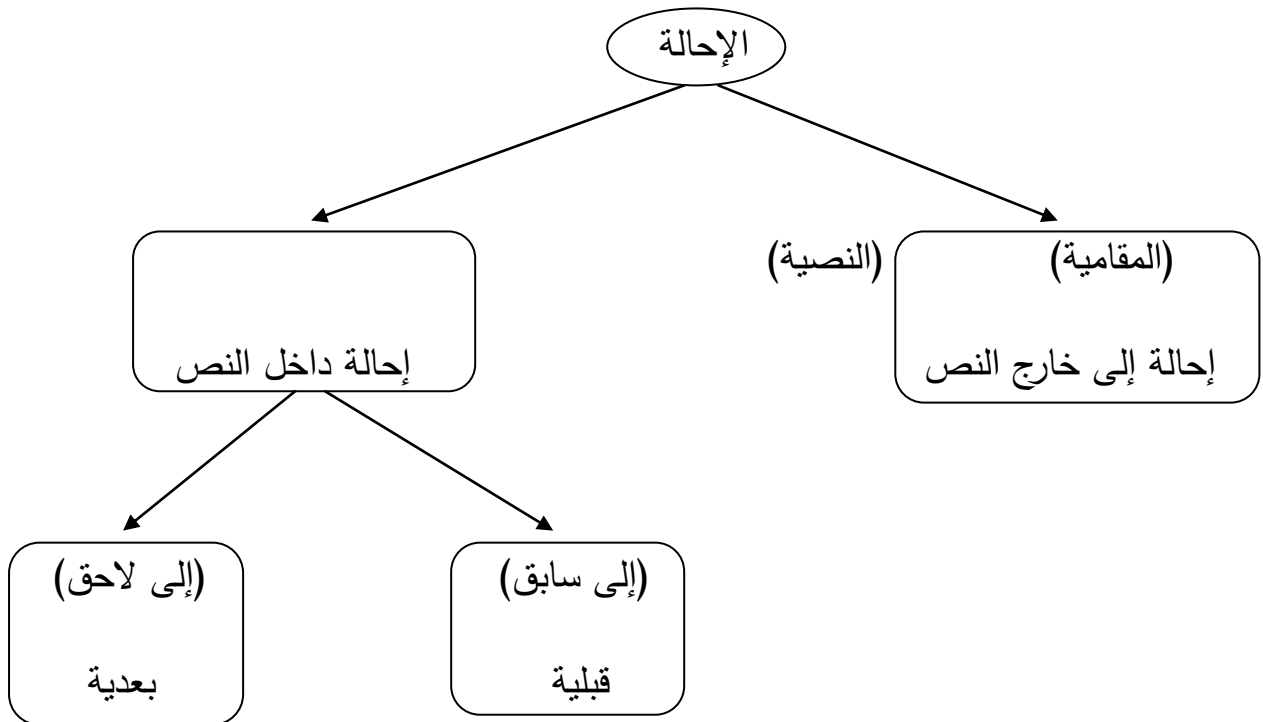 الإحالة
(المقامية) (النصية)
إحالة إلى خارج النص
إحالة داخل النص
(إلى سابق)
قبلية
(إلى لاحق)
بعدية